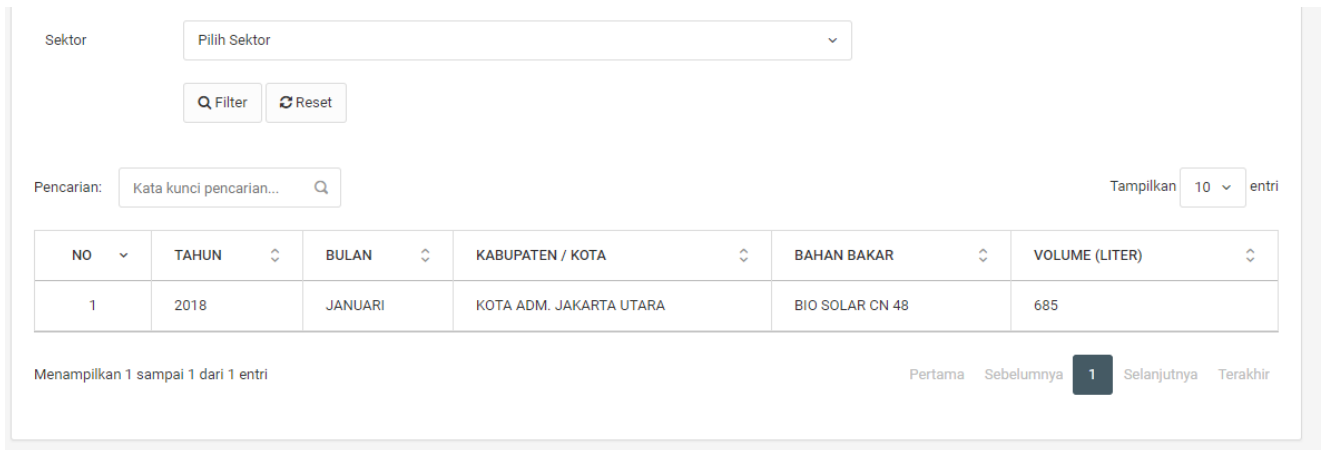 Sektor Pilih Sektor
Filter Reset
Pencarian: Kata kunci pencarian... Tampilkan 10 entri
NO TAHUN BULAN KABUPATEN / KOTA BAHAN BAKAR VOLUME (LITER)
1 2018 JANUARI KOTA ADM. JAKARTA UTARA BIO SOLAR CN 48 685
Menampilkan 1 sampai 1 dari 1 entri Pertama Sebelumnya 1 Selanjutnya Terakhir